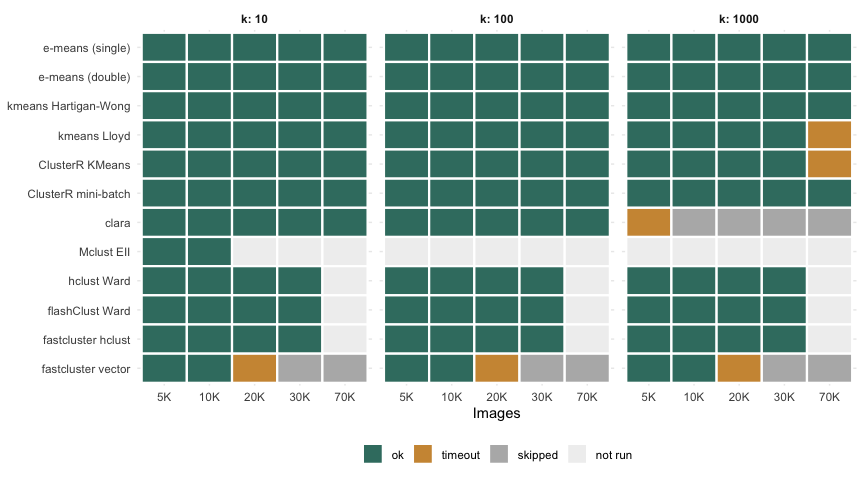 k: 10 k: 100 k: 1000
e-means (single)
e-means (double)
kmeans Hartigan-Wong
kmeans Lloyd
ClusterR KMeans
ClusterR mini-batch
clara
Mclust EII
hclust Ward
flashClust Ward
fastcluster hclust
fastcluster vector
5K 10K 20K 30K 70K 5K 10K 20K 30K 70K 5K 10K 20K 30K 70K
Images
ok timeout skipped not run